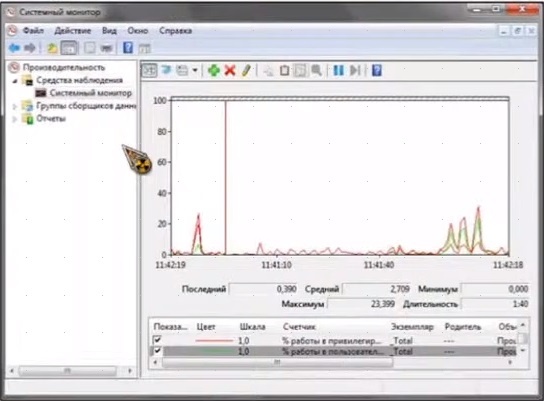 Системный монитор
Файл Действие Вид Окно Справка
Производительность
Средства наблюдения
Системный монитор
Группы сборщиков данн
Отчеты
100
80
60
40
20
0
11:42:19 11:41:10 11:41:40 11:42:18
Последний 0,390 Средний 2,709 Минимум 0,000
Максимум 23,399 Длительность 1:40
Показа... Цвет Шкала Счетчик Экземпляр Родитель Объ
1,0 % работы в привилегир... _Total --- Проц
1,0 % работы в пользовател... _Total --- Проц